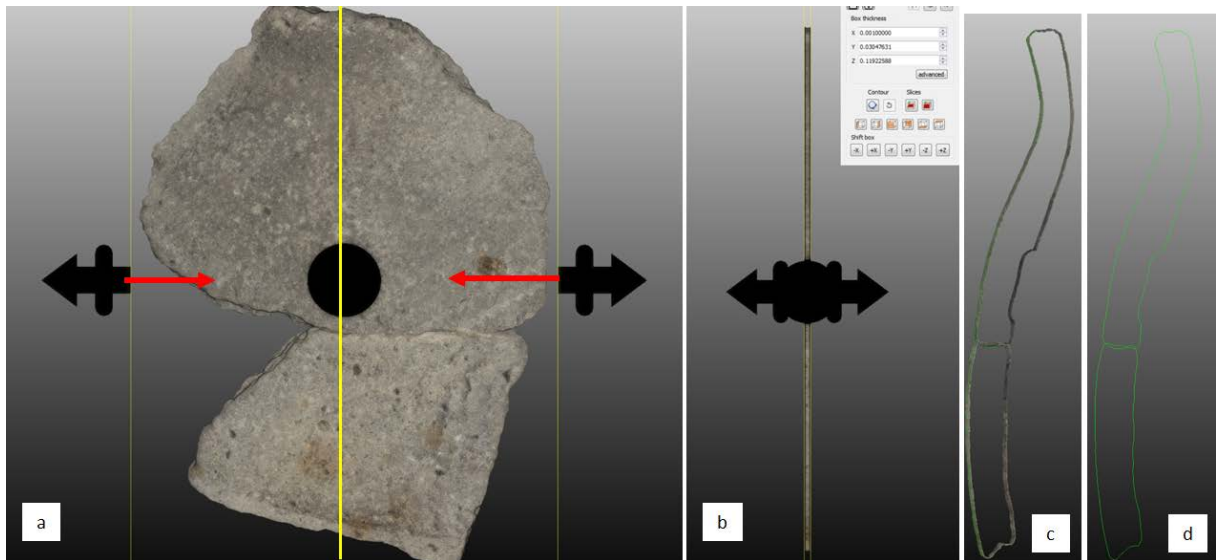 Box thickness
X 0.00100000
Y 0.03047631
Z 0.11922588
advanced
Contour Slices
Shift box
-X +X -Y +Y -Z +Z
a
b
c
d